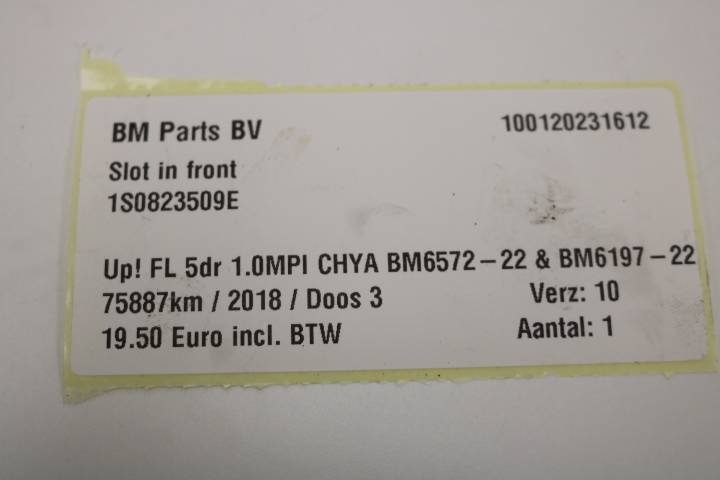 BM Parts BV 100120231612
Slot in front
1S0823509E
Up! FL 5dr 1.0MPI CHYA BM6572-22 & BM6197-22
75887km / 2018 / Doos 3 Verz: 10
19.50 Euro incl. BTW Aantal: 1